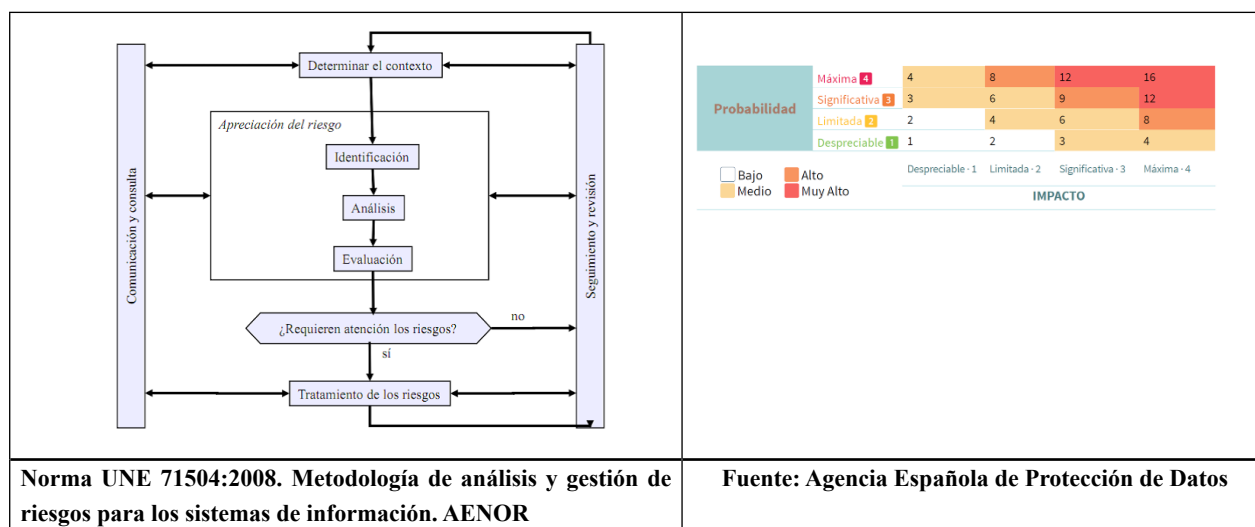 Determinar el contexto
Apreciación del riesgo
Identificación
Análisis
Evaluación
¿Requieren atención los riesgos?
no
sí
Tratamiento de los riesgos
Comunicación y consulta
Seguimiento y revisión
Norma UNE 71504:2008. Metodología de análisis y gestión de
riesgos para los sistemas de información. AENOR
Probabilidad
Máxima 4 4 8 12 16
Significativa 3 3 6 9 12
Limitada 2 2 4 6 8
Despreciable 1 1 2 3 4
Despreciable · 1 Limitada · 2 Significativa · 3 Máxima · 4
IMPACTO
Bajo Alto
Medio Muy Alto
Fuente: Agencia Española de Protección de Datos